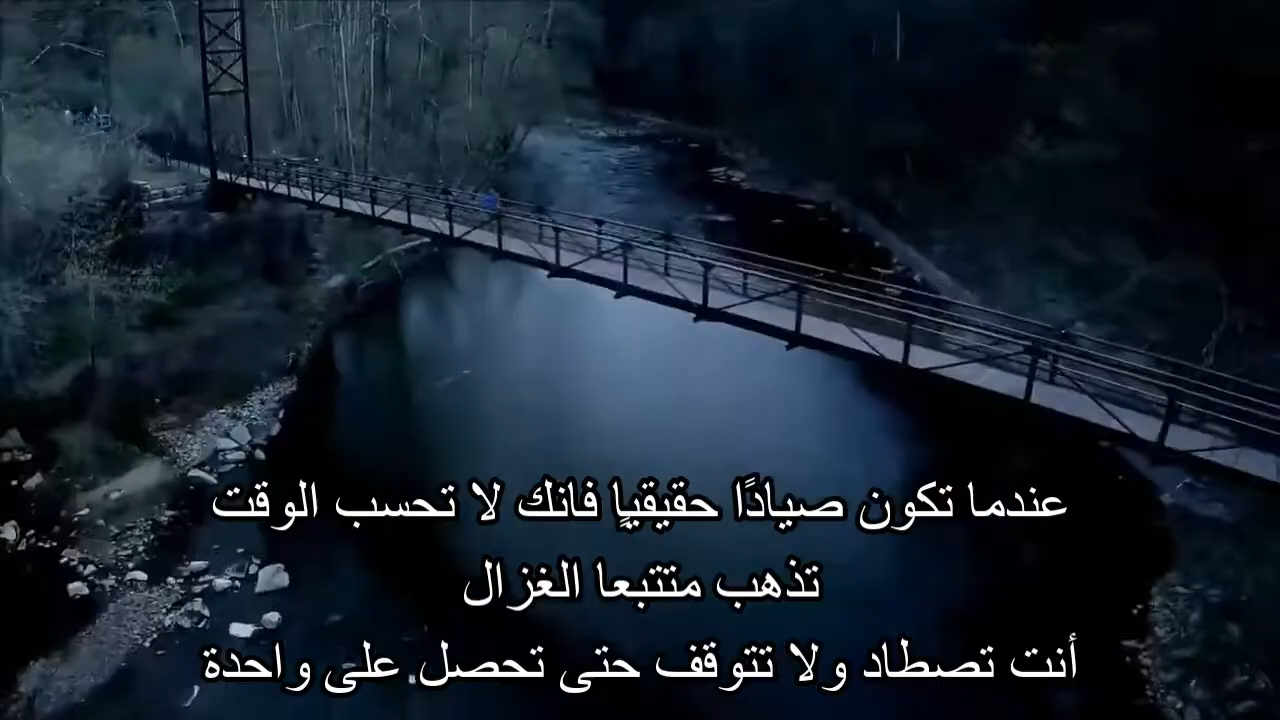 عندما تكون صيادًا حقيقيٍا فانك لا تحسب الوقت
تذهب متتبعا الغزال
أنت تصطاد ولا تتوقف حتى تحصل على واحدة